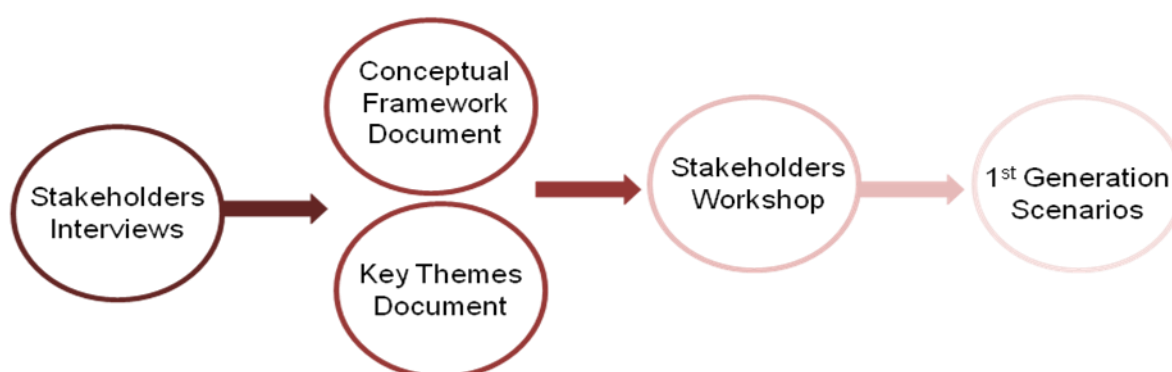 Stakeholders
Interviews
Conceptual
Framework
Document
Key Themes
Document
Stakeholders
Workshop
1st Generation
Scenarios